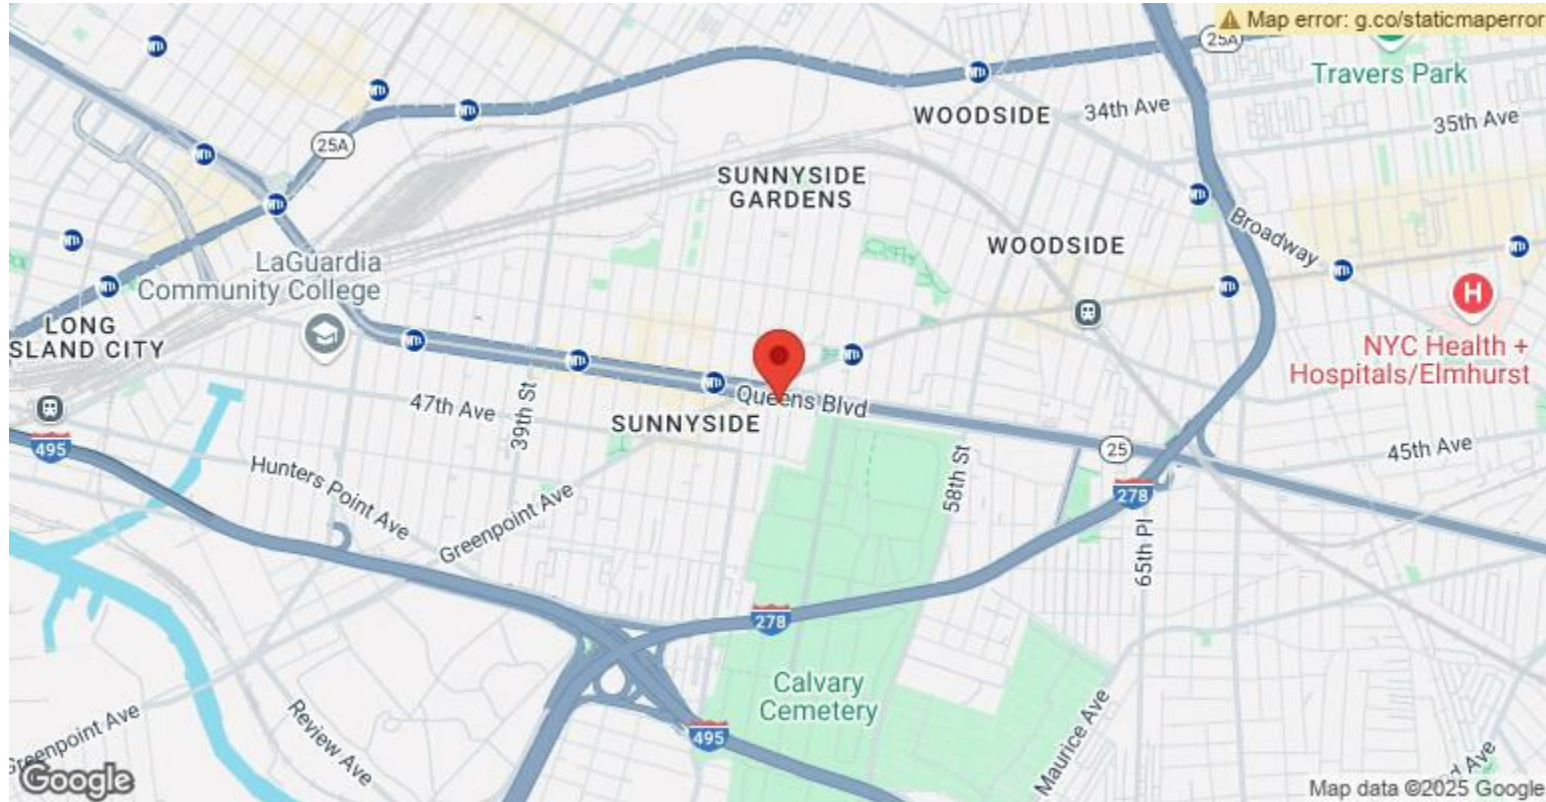 Map error: g.co/staticmaperror
25A
Travers Park
WOODSIDE
34th Ave
35th Ave
25A
SUNNYSIDE
GARDENS
Broadway
WOODSIDE
LaGuardia
Community College
LONG
SLAND CITY
H
NYC Health +
Hospitals/Elmhurst
Queens Blvd
47th Ave
39th St
SUNNYSIDE
495
25
45th Ave
58th St
278
Hunters Point Ave
Greenpoint Ave
65th Pl
278
Calvary
Cemetery
Greenpoint Ave
Review Ave
495
Maurice Ave
Ave
Google
Map data ©2025 Google